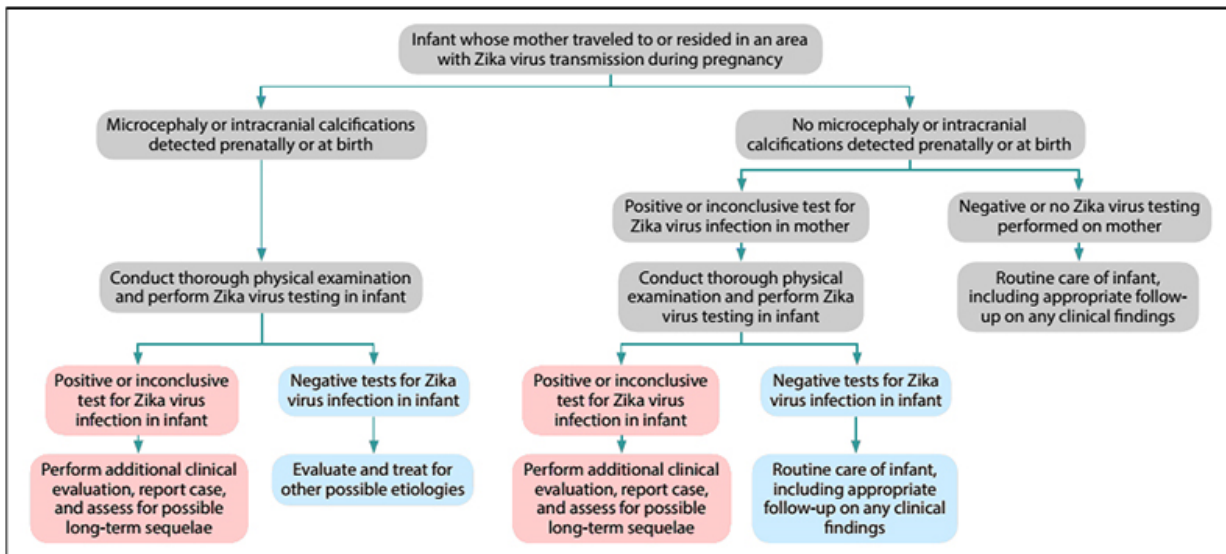 Infant whose mother traveled to or resided in an area
with Zika virus transmission during pregnancy
Microcephaly or intracranial calcifications
detected prenatally or at birth
No microcephaly or intracranial
calcifications detected prenatally or at birth
Positive or inconclusive test for
Zika virus infection in mother
Negative or no Zika virus testing
performed on mother
Conduct thorough physical examination
and perform Zika virus testing in infant
Conduct thorough physical
examination and perform Zika
virus testing in infant
Routine care of infant,
including appropriate follow-
up on any clinical findings
Positive or inconclusive
test for Zika virus
infection in infant
Negative tests for Zika
virus infection in infant
Positive or inconclusive
test for Zika virus
infection in infant
Negative tests for Zika
virus infection in infant
Perform additional clinical
evaluation, report case,
and assess for possible
long-term sequelae
Evaluate and treat for
other possible etiologies
Perform additional clinical
evaluation, report case,
and assess for possible
long-term sequelae
Routine care of infant,
including appropriate
follow-up on any clinical
findings